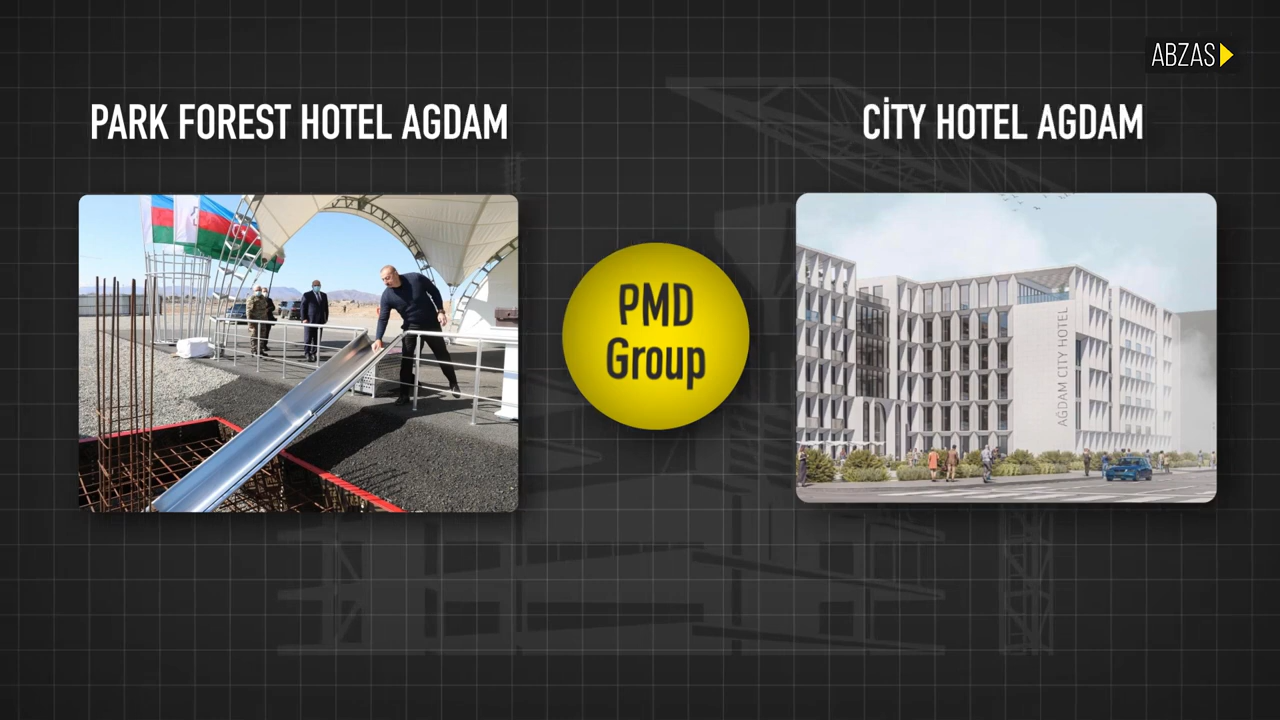 ABZAS
PARK FOREST HOTEL AGDAM
CİTY HOTEL AGDAM
PMD
Group
AĞDAM CITY HOTEL